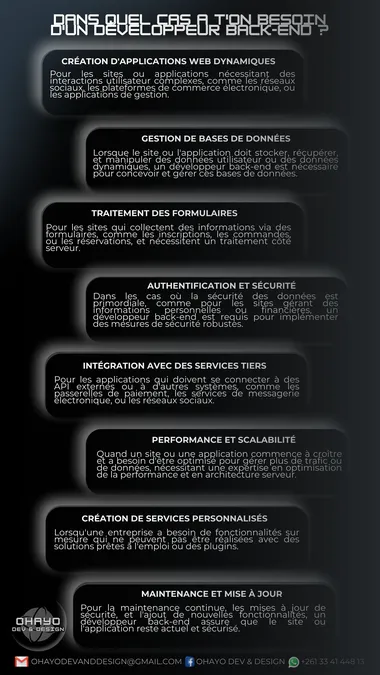 DANS QUEL CAS A T'ON BESOIN
D'UN DEVELOPPEUR BACK-END ?
CRÉATION D'APPLICATIONS WEB DYNAMIQUES
Pour les sites ou applications nécessitant des
interactions utilisateur complexes, comme les réseaux
sociaux, les plateformes de commerce électronique, ou
les applications de gestion.
GESTION DE BASES DE DONNÉES
Lorsque le site ou l'application doit stocker, récupérer,
et manipuler des données utilisateur ou des données
dynamiques, un développeur back-end est nécessaire
pour concevoir et gérer ces bases de données.
TRAITEMENT DES FORMULAIRES
Pour les sites qui collectent des informations via des
formulaires, comme les inscriptions, les commandes,
ou les réservations, et nécessitent un traitement côté
serveur.
AUTHENTIFICATION ET SÉCURITÉ
Dans les cas où la sécurité des données est
primordiale, comme pour les sites gérant des
informations personnelles ou financières, un
développeur back-end est requis pour implémenter
des mesures de sécurité robustes.
INTÉGRATION AVEC DES SERVICES TIERS
Pour les applications qui doivent se connecter à des
API externes ou à d'autres systèmes, comme les
passerelles de paiement, les services de messagerie
électronique, ou les réseaux sociaux.
PERFORMANCE ET SCALABILITÉ
Quand un site ou une application commence à croître
et a besoin d'être optimisé pour gérer plus de trafic ou
de données, nécessitant une expertise en optimisation
de la performance et en architecture serveur.
CRÉATION DE SERVICES PERSONNALISÉS
Lorsqu'une entreprise a besoin de fonctionnalités sur
mesure qui ne peuvent pas être réalisées avec des
solutions prêtes à l'emploi ou des plugins.
MAINTENANCE ET MISE À JOUR
Pour la maintenance continue, les mises à jour de
sécurité, et l'ajout de nouvelles fonctionnalités, un
développeur back-end assure que le site ou
l'application reste actuel et sécurisé.
OHAYO
DEV & DESIGN
OHAYODEVANDDESIGN@GMAIL.COM OHAYO DEV & DESIGN +261 33 41 448 13